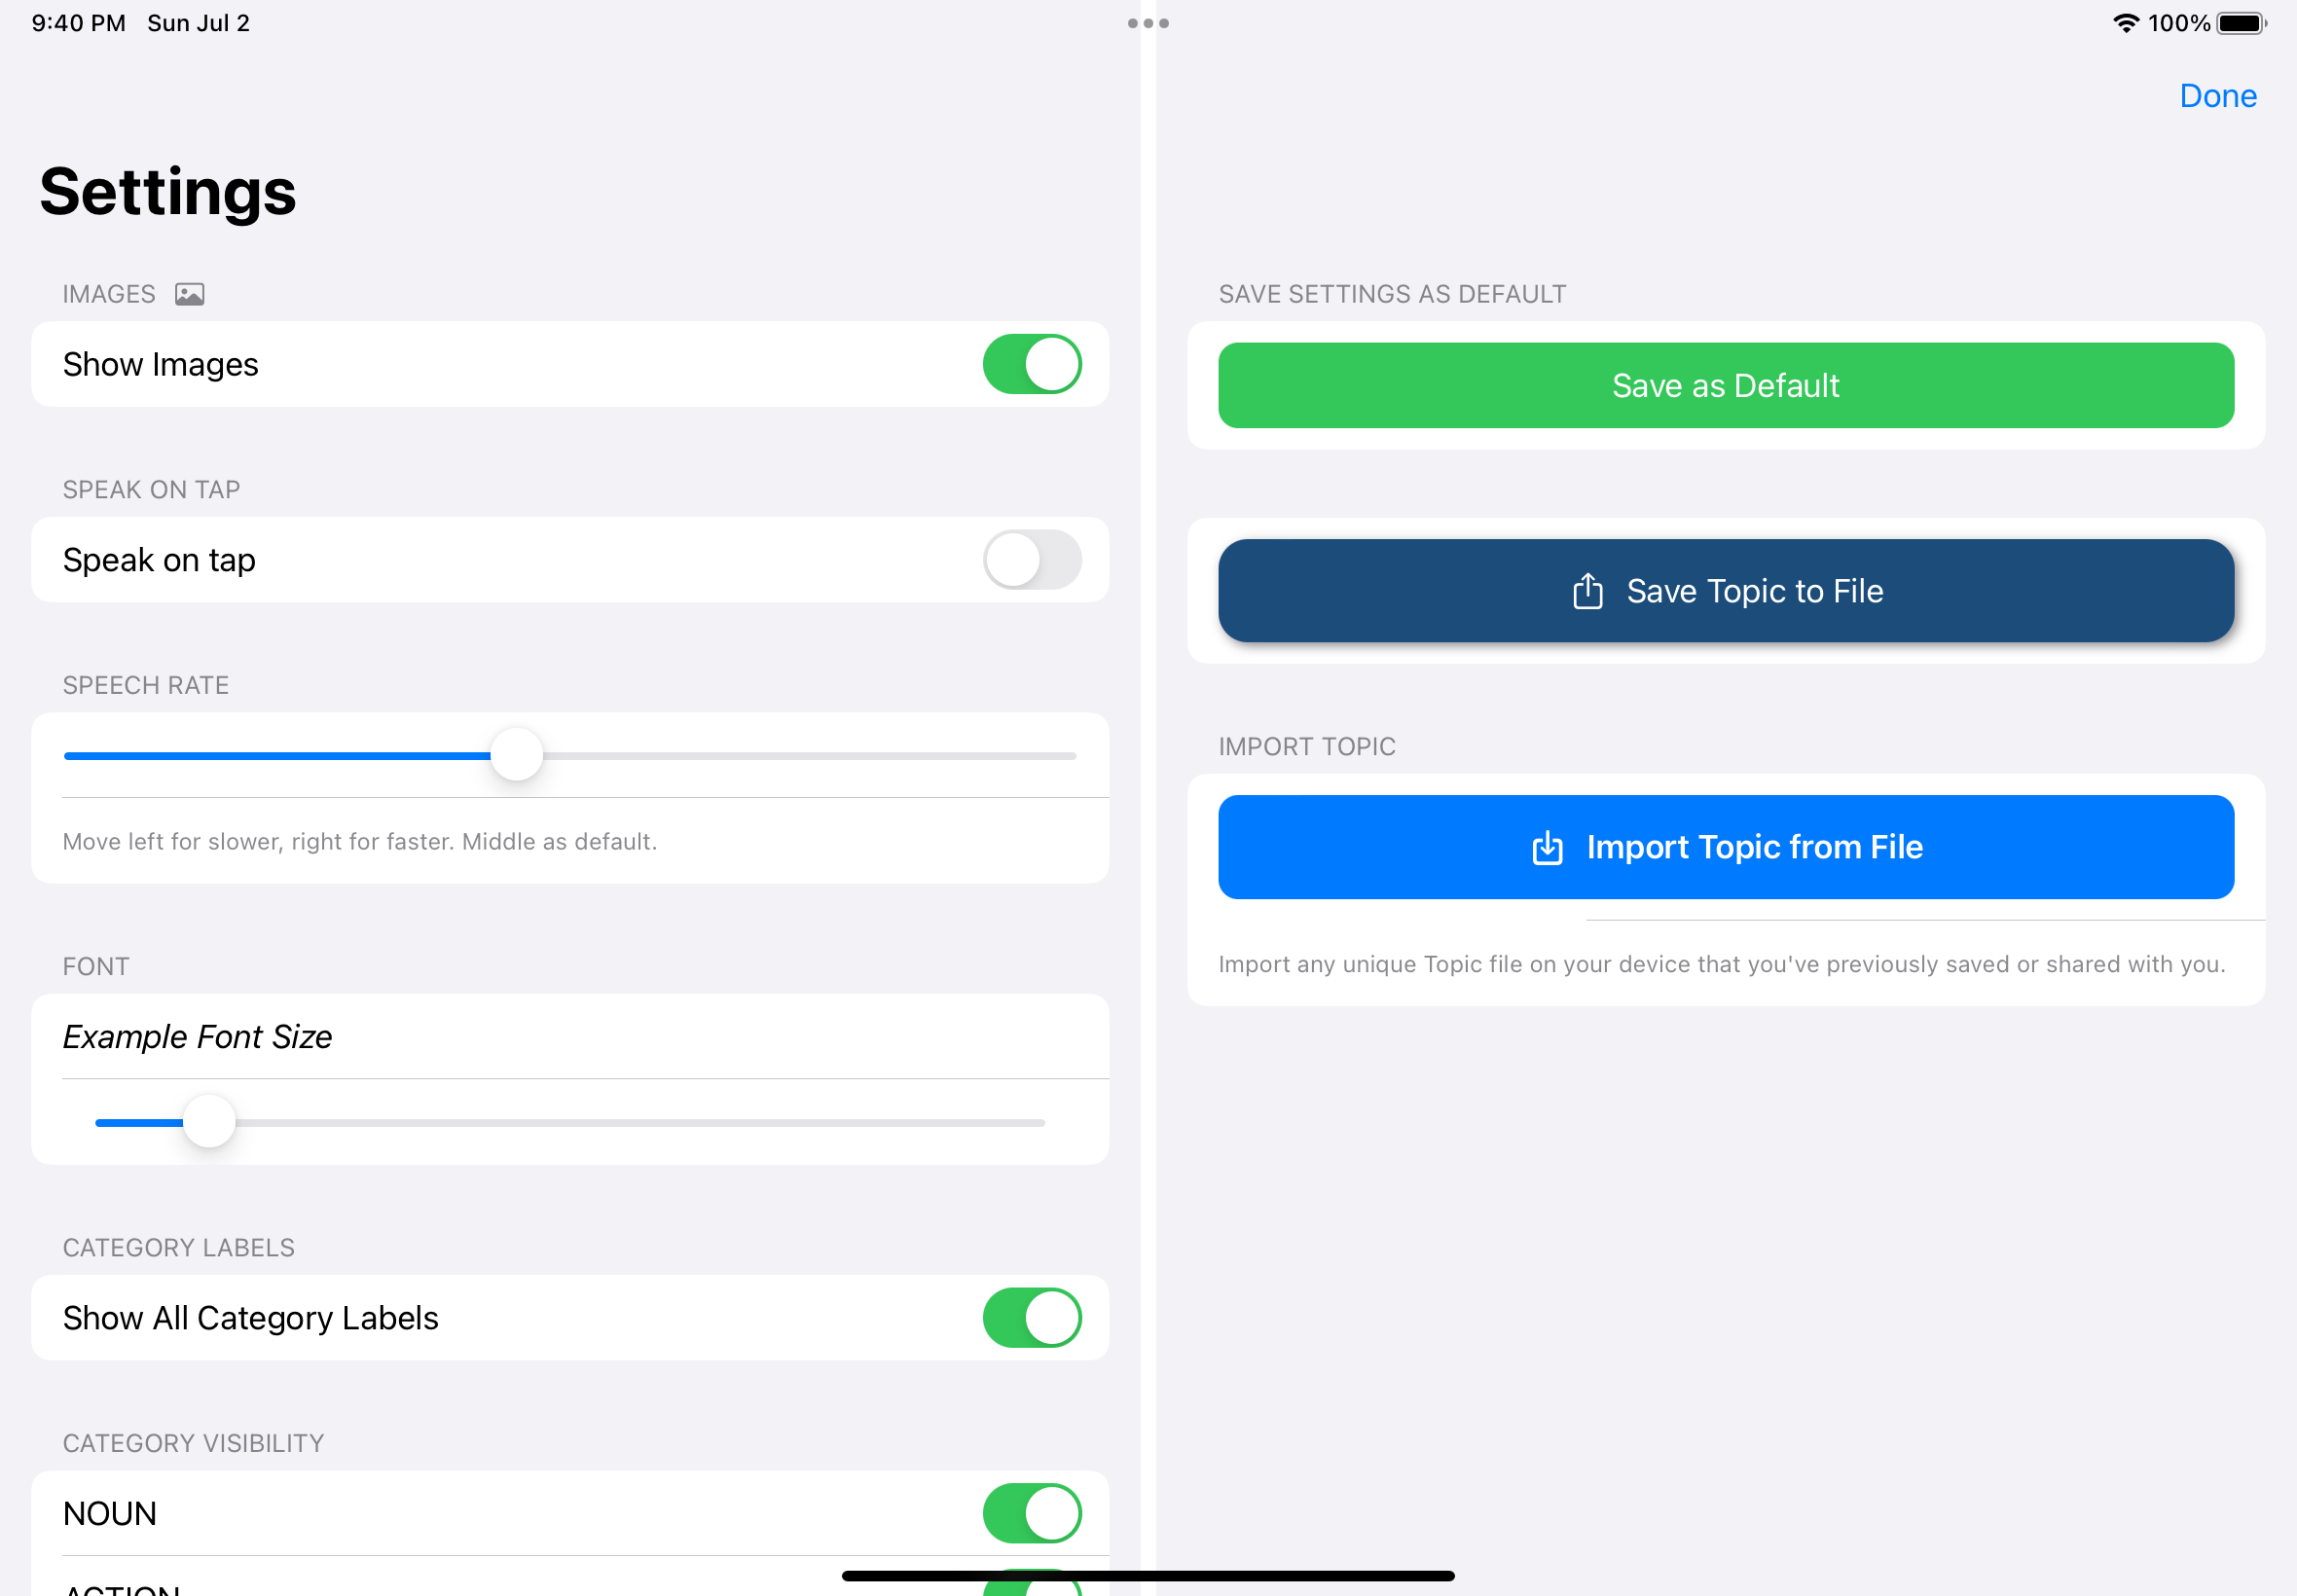 9:40 PM Sun Jul 2
100%
Done
Settings
IMAGES
Show Images
SPEAK ON TAP
Speak on tap
SPEECH RATE
Move left for slower, right for faster. Middle as default.
FONT
Example Font Size
CATEGORY LABELS
Show All Category Labels
CATEGORY VISIBILITY
NOUN
ACTION
SAVE SETTINGS AS DEFAULT
Save as Default
Save Topic to File
IMPORT TOPIC
Import Topic from File
Import any unique Topic file on your device that you've previously saved or shared with you.